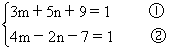 3m+5n+9=1 ①
4m-2n-7=1 ②